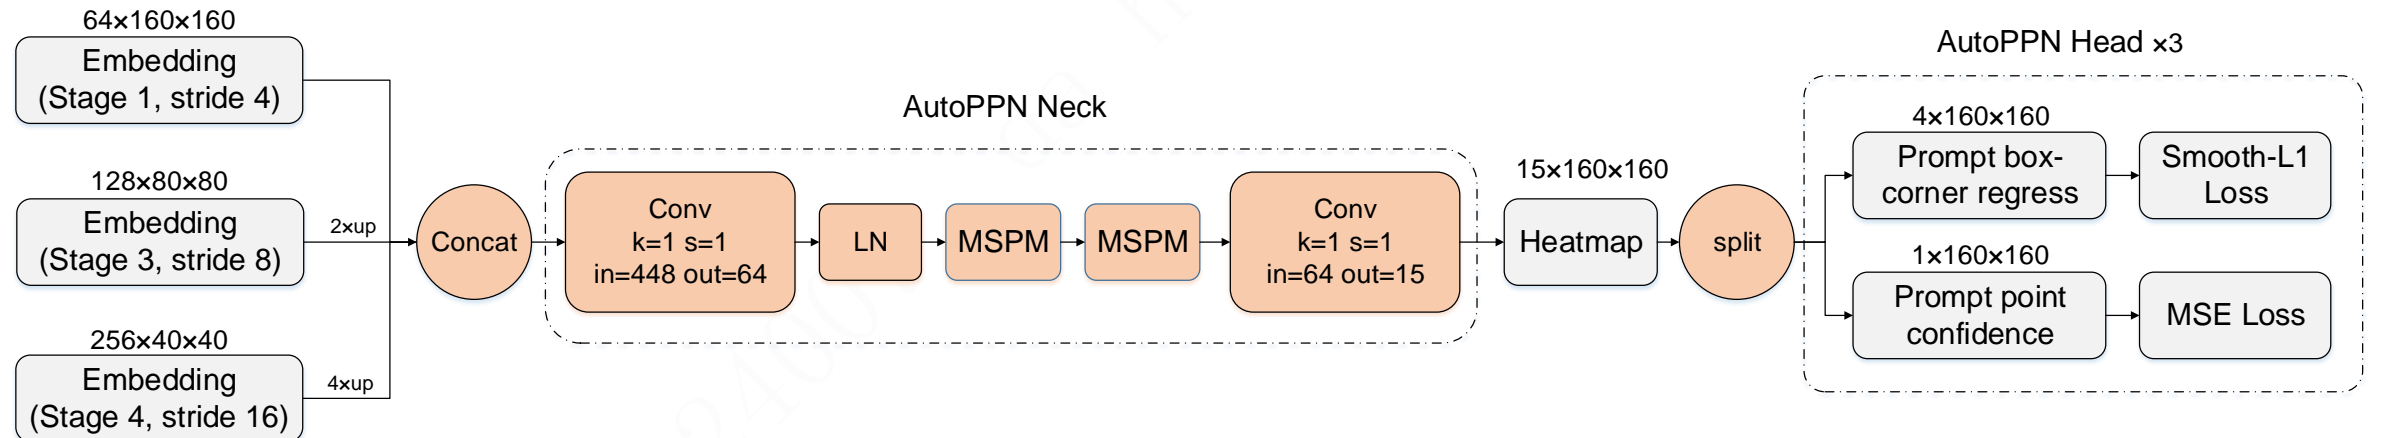 64×160×160
Embedding
(Stage 1, stride 4)
128×80×80
Embedding
(Stage 3, stride 8)
2×up
256×40×40
Embedding
(Stage 4, stride 16)
4×up
Concat
AutoPPN Neck
Conv
k=1 s=1
in=448 out=64
LN
MSPM
MSPM
Conv
k=1 s=1
in=64 out=15
15×160×160
Heatmap
split
AutoPPN Head ×3
4×160×160
Prompt box-
corner regress
Smooth-L1
Loss
1×160×160
Prompt point
confidence
MSE Loss